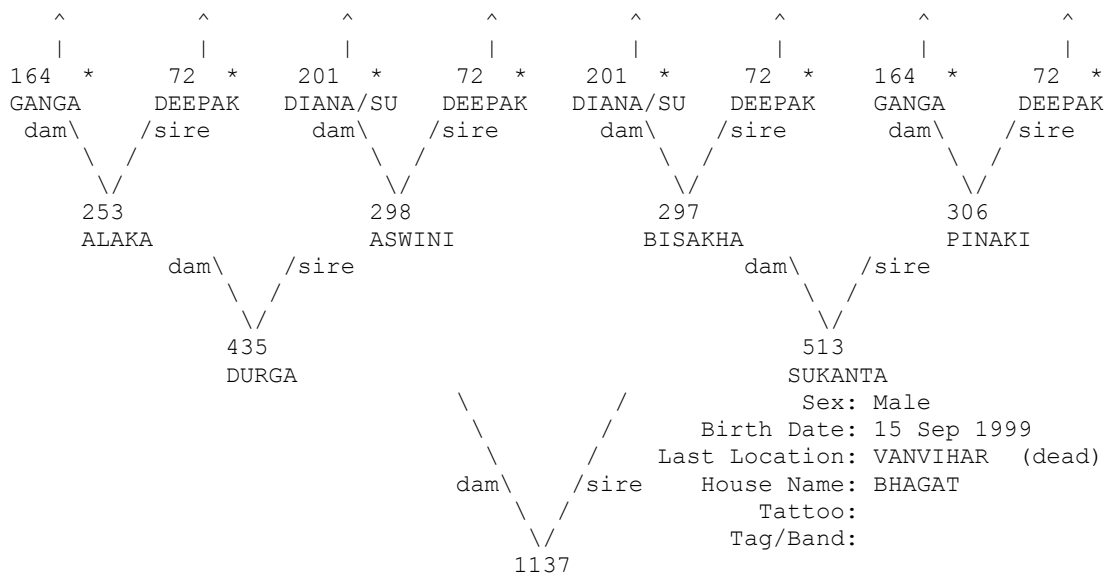 ^ ^ ^ ^ ^ ^ ^ ^
| | | | | | | |
164 * 72 * 201 * 72 * 201 * 72 * 164 * 72 *
GANGA DEEPAK DIANA/SU DEEPAK DIANA/SU DEEPAK GANGA DEEPAK
dam\ /sire dam\ /sire dam\ /sire dam\ /sire
\ / \ / \ / \ /
\/ \/ \/ \/
253 298 297 306
ALAKA ASWINI BISAKHA PINAKI
dam\ /sire dam\ /sire
\ / \ /
\/ \/
435 513
DURGA SUKANTA
\ / Sex: Male
\ / Birth Date: 15 Sep 1999
\ / Last Location: VANVIHAR (dead)
dam\ /sire House Name: BHAGAT
\ / Tattoo:
\/ Tag/Band:
1137